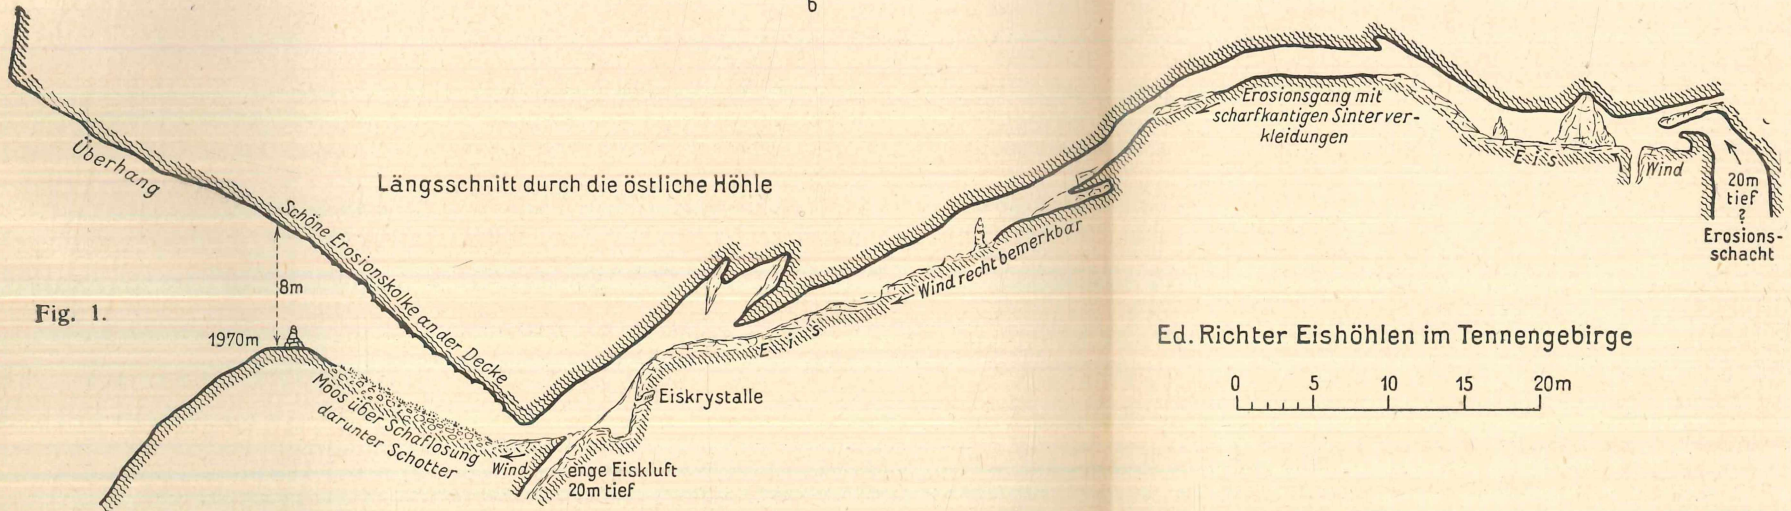 6
Überhang
Längsschnitt durch die östliche Höhle
Schöne Erosionskolke an der Decke
8m
Fig. 1.
1970m
Moos über Schaflosung
darunter Schotter
Wind
enge Eiskluft
20m tief
Eiskrystalle
Eis
Wind recht bemerkbar
Erosionsgang mit
scharfkantigen Sinterver-
kleidungen
Eis
Wind
20m
tief
?
Erosions-
schacht
Ed. Richter Eishöhlen im Tennengebirge
0 5 10 15 20m